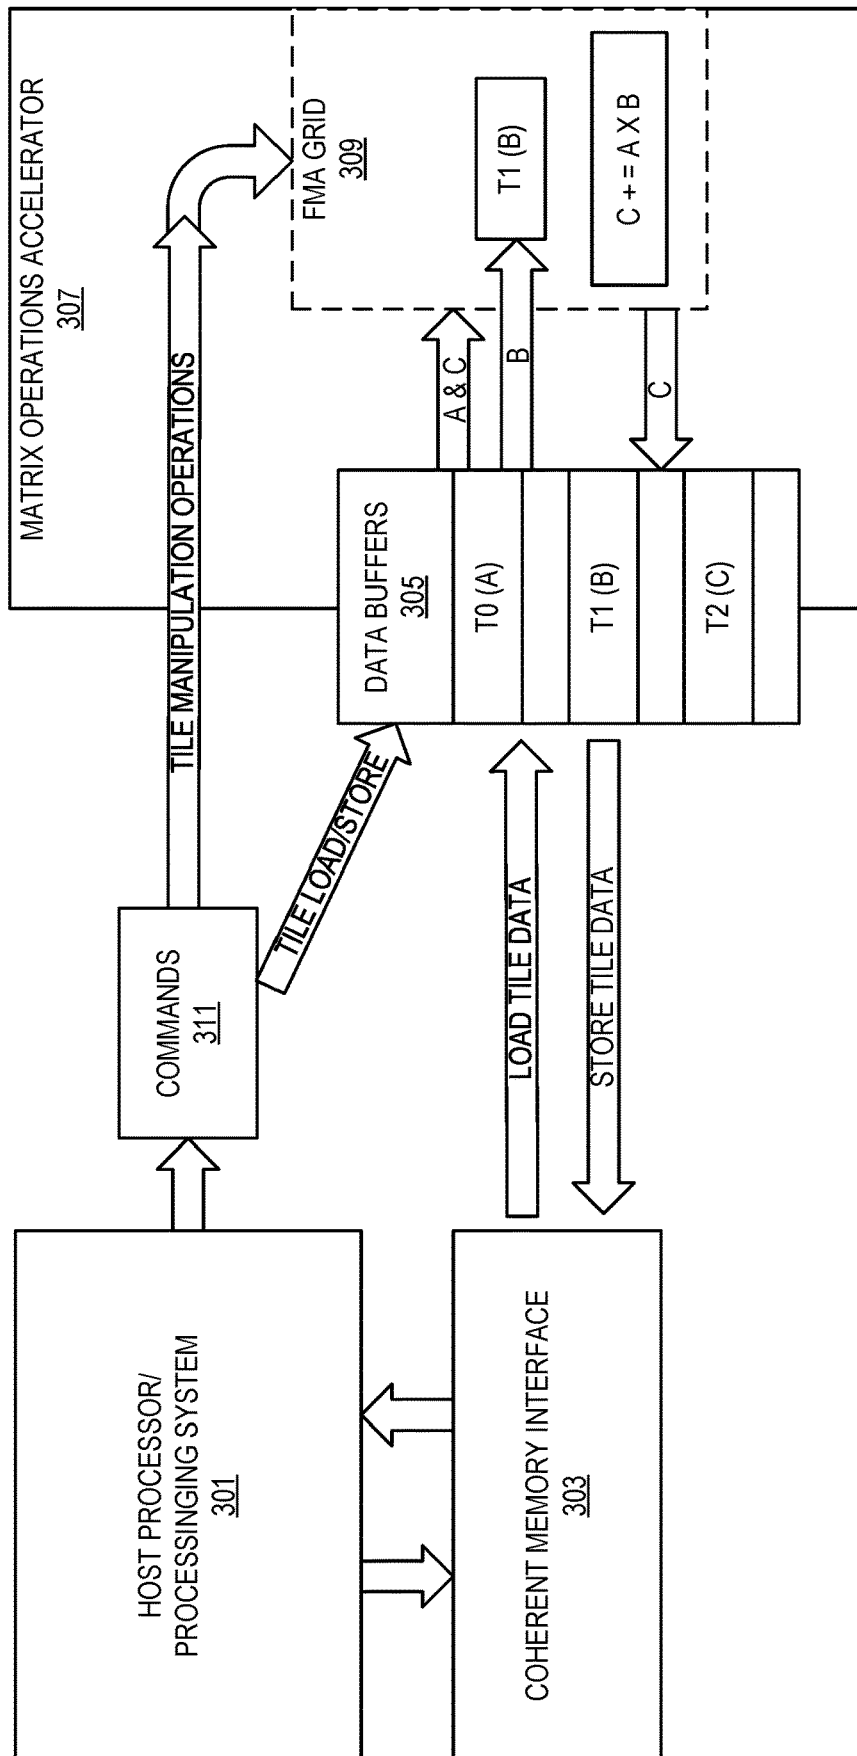 HOST PROCESSOR/
PROCESSINGING SYSTEM
301
COHERENT MEMORY INTERFACE
303
COMMANDS
311
TILE MANIPULATION OPERATIONS
TILE LOAD/STORE
LOAD TILE DATA
STORE TILE DATA
MATRIX OPERATIONS ACCELERATOR
307
DATA BUFFERS
305
T0 (A)
T1 (B)
T2 (C)
A & C
B
C
FMA GRID
309
T1 (B)
C + = A X B